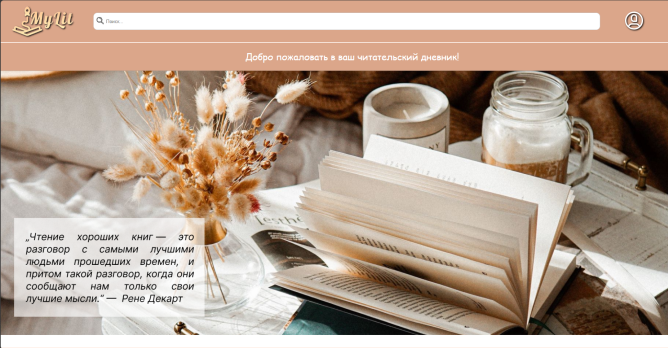 MyLit
Поиск...
Добро пожаловать в ваш читательский дневник!
„Чтение хороших книг — это
разговор с самыми лучшими
людьми прошедших времен, и
притом такой разговор, когда они
сообщают нам только свои
лучшие мысли.“ — Рене Декарт